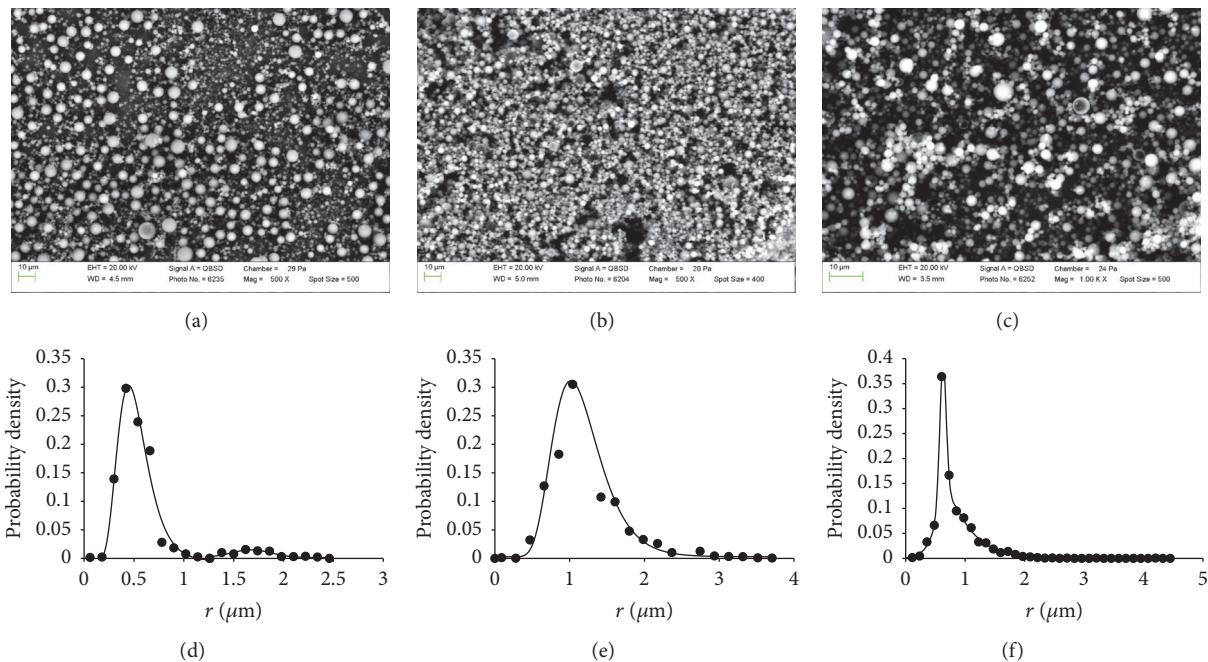 10 μm EHT = 20.00 kV WD = 4.5 mm Signal A = QBSD Photo No. = 6235 Chamber = 29 Pa Mag = 500 X Spot Size = 500
10 μm EHT = 20.00 kV WD = 5.0 mm Signal A = QBSD Photo No. = 6204 Chamber = 20 Pa Mag = 500 X Spot Size = 400
10 μm EHT = 20.00 kV WD = 3.5 mm Signal A = QBSD Photo No. = 6252 Chamber = 24 Pa Mag = 1.00 K X Spot Size = 500
(a)
(b)
(c)
Probability density
0.35
0.3
0.25
0.2
0.15
0.1
0.05
0
0 0.5 1 1.5 2 2.5 3
r (μm)
(d)
Probability density
0.35
0.3
0.25
0.2
0.15
0.1
0.05
0
0 1 2 3 4
r (μm)
(e)
Probability density
0.4
0.35
0.3
0.25
0.2
0.15
0.1
0.05
0
0 1 2 3 4 5
r (μm)
(f)